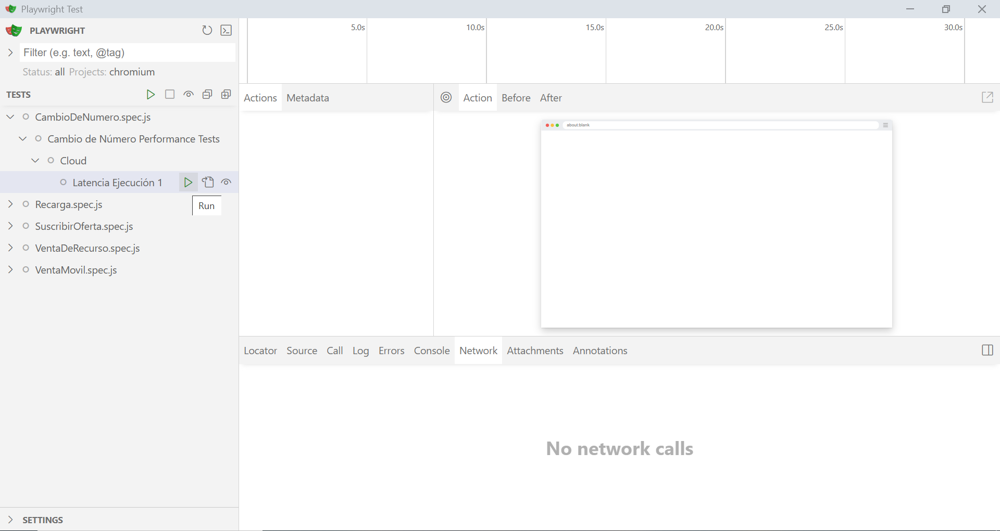 Playwright Test
PLAYWRIGHT
Filter (e.g. text, @tag)
Status: all Projects: chromium
TESTS
CambioDeNumero.spec.js
Cambio de Número Performance Tests
Cloud
Latencia Ejecución 1
Run
Recarga.spec.js
SuscribirOferta.spec.js
VentaDeRecurso.spec.js
VentaMovil.spec.js
SETTINGS
5.0s 10.0s 15.0s 20.0s 25.0s 30.0s
Actions Metadata
Action Before After
about:blank
Locator Source Call Log Errors Console Network Attachments Annotations
No network calls